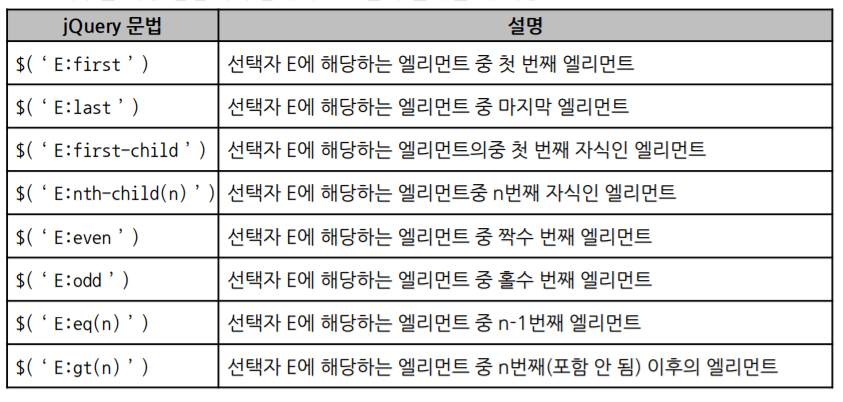 jQuery 문법 설명
$( ‘ E:first ’ ) 선택자 E에 해당하는 엘리먼트 중 첫 번째 엘리먼트
$( ‘ E:last ’ ) 선택자 E에 해당하는 엘리먼트 중 마지막 엘리먼트
$( ‘ E:first-child ’ ) 선택자 E에 해당하는 엘리먼트의중 첫 번째 자식인 엘리먼트
$( ‘ E:nth-child(n) ’ ) 선택자 E에 해당하는 엘리먼트중 n번째 자식인 엘리먼트
$( ‘ E:even ’ ) 선택자 E에 해당하는 엘리먼트 중 짝수 번째 엘리먼트
$( ‘ E:odd ’ ) 선택자 E에 해당하는 엘리먼트 중 홀수 번째 엘리먼트
$( ‘ E:eq(n) ’ ) 선택자 E에 해당하는 엘리먼트 중 n-1번째 엘리먼트
$( ‘ E:gt(n) ’ ) 선택자 E에 해당하는 엘리먼트 중 n번째(포함 안 됨) 이후의 엘리먼트